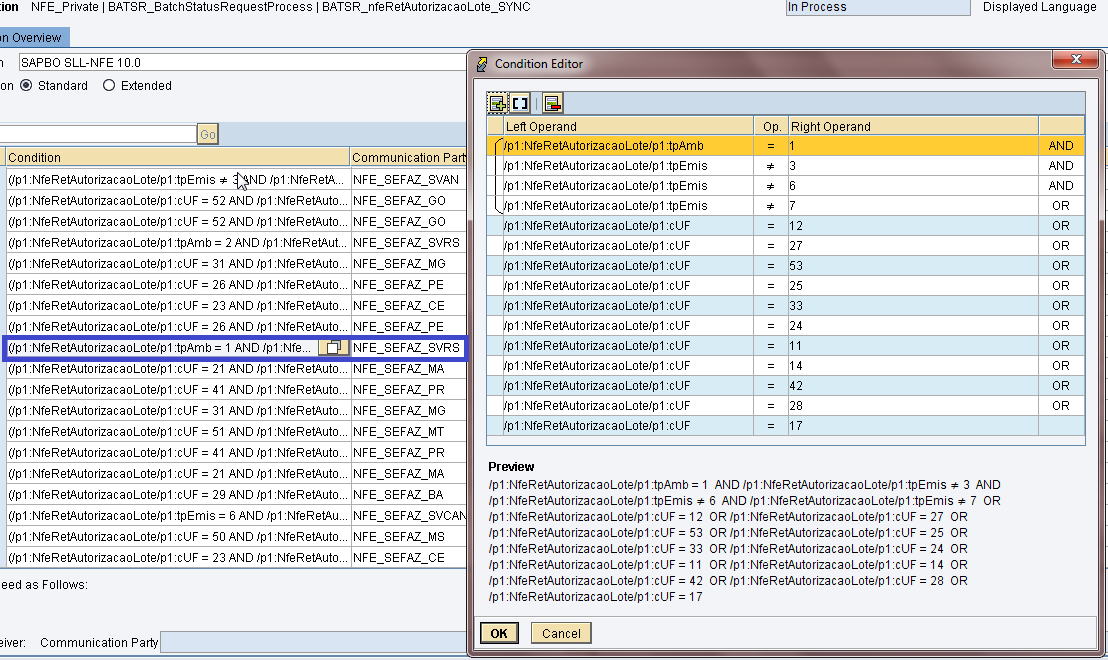 tion NFE_Private | BATSR_BatchStatusRequestProcess | BATSR_nfeRetAutorizacaoLote_SYNC In Process Displayed Language
on Overview
n SAPBO SLL-NFE 10.0
on Standard Extended
Go
Condition Communication Party
(/p1:NfeRetAutorizacaoLote/p1:tpEmis ≠ 3 AND /p1:NfeRetA... NFE_SEFAZ_SVAN
(/p1:NfeRetAutorizacaoLote/p1:cUF = 52 AND /p1:NfeRetAuto... NFE_SEFAZ_GO
(/p1:NfeRetAutorizacaoLote/p1:cUF = 52 AND /p1:NfeRetAuto... NFE_SEFAZ_GO
(/p1:NfeRetAutorizacaoLote/p1:tpAmb = 2 AND /p1:NfeRetAut... NFE_SEFAZ_SVRS
(/p1:NfeRetAutorizacaoLote/p1:cUF = 31 AND /p1:NfeRetAuto... NFE_SEFAZ_MG
(/p1:NfeRetAutorizacaoLote/p1:cUF = 26 AND /p1:NfeRetAuto... NFE_SEFAZ_PE
(/p1:NfeRetAutorizacaoLote/p1:cUF = 23 AND /p1:NfeRetAuto... NFE_SEFAZ_CE
(/p1:NfeRetAutorizacaoLote/p1:cUF = 26 AND /p1:NfeRetAuto... NFE_SEFAZ_PE
(/p1:NfeRetAutorizacaoLote/p1:tpAmb = 1 AND /p1:Nfe... NFE_SEFAZ_SVRS
(/p1:NfeRetAutorizacaoLote/p1:cUF = 21 AND /p1:NfeRetAuto... NFE_SEFAZ_MA
(/p1:NfeRetAutorizacaoLote/p1:cUF = 41 AND /p1:NfeRetAuto... NFE_SEFAZ_PR
(/p1:NfeRetAutorizacaoLote/p1:cUF = 31 AND /p1:NfeRetAuto... NFE_SEFAZ_MG
(/p1:NfeRetAutorizacaoLote/p1:cUF = 51 AND /p1:NfeRetAuto... NFE_SEFAZ_MT
(/p1:NfeRetAutorizacaoLote/p1:cUF = 41 AND /p1:NfeRetAuto... NFE_SEFAZ_PR
(/p1:NfeRetAutorizacaoLote/p1:cUF = 21 AND /p1:NfeRetAuto... NFE_SEFAZ_MA
(/p1:NfeRetAutorizacaoLote/p1:cUF = 29 AND /p1:NfeRetAuto... NFE_SEFAZ_BA
(/p1:NfeRetAutorizacaoLote/p1:tpEmis = 6 AND /p1:NfeRetAu... NFE_SEFAZ_SVCAN
(/p1:NfeRetAutorizacaoLote/p1:cUF = 50 AND /p1:NfeRetAuto... NFE_SEFAZ_MS
(/p1:NfeRetAutorizacaoLote/p1:cUF = 23 AND /p1:NfeRetAuto... NFE_SEFAZ_CE
eed as Follows:
eiver: Communication Party
Condition Editor
Left Operand Op. Right Operand
/p1:NfeRetAutorizacaoLote/p1:tpAmb = 1 AND
/p1:NfeRetAutorizacaoLote/p1:tpEmis ≠ 3 AND
/p1:NfeRetAutorizacaoLote/p1:tpEmis ≠ 6 AND
/p1:NfeRetAutorizacaoLote/p1:tpEmis ≠ 7 OR
/p1:NfeRetAutorizacaoLote/p1:cUF = 12 OR
/p1:NfeRetAutorizacaoLote/p1:cUF = 27 OR
/p1:NfeRetAutorizacaoLote/p1:cUF = 53 OR
/p1:NfeRetAutorizacaoLote/p1:cUF = 25 OR
/p1:NfeRetAutorizacaoLote/p1:cUF = 33 OR
/p1:NfeRetAutorizacaoLote/p1:cUF = 24 OR
/p1:NfeRetAutorizacaoLote/p1:cUF = 11 OR
/p1:NfeRetAutorizacaoLote/p1:cUF = 14 OR
/p1:NfeRetAutorizacaoLote/p1:cUF = 42 OR
/p1:NfeRetAutorizacaoLote/p1:cUF = 28 OR
/p1:NfeRetAutorizacaoLote/p1:cUF = 17
Preview
/p1:NfeRetAutorizacaoLote/p1:tpAmb = 1 AND /p1:NfeRetAutorizacaoLote/p1:tpEmis ≠ 3 AND
/p1:NfeRetAutorizacaoLote/p1:tpEmis ≠ 6 AND /p1:NfeRetAutorizacaoLote/p1:tpEmis ≠ 7 OR
/p1:NfeRetAutorizacaoLote/p1:cUF = 12 OR /p1:NfeRetAutorizacaoLote/p1:cUF = 27 OR
/p1:NfeRetAutorizacaoLote/p1:cUF = 53 OR /p1:NfeRetAutorizacaoLote/p1:cUF = 25 OR
/p1:NfeRetAutorizacaoLote/p1:cUF = 33 OR /p1:NfeRetAutorizacaoLote/p1:cUF = 24 OR
/p1:NfeRetAutorizacaoLote/p1:cUF = 11 OR /p1:NfeRetAutorizacaoLote/p1:cUF = 14 OR
/p1:NfeRetAutorizacaoLote/p1:cUF = 42 OR /p1:NfeRetAutorizacaoLote/p1:cUF = 28 OR
/p1:NfeRetAutorizacaoLote/p1:cUF = 17
OK Cancel